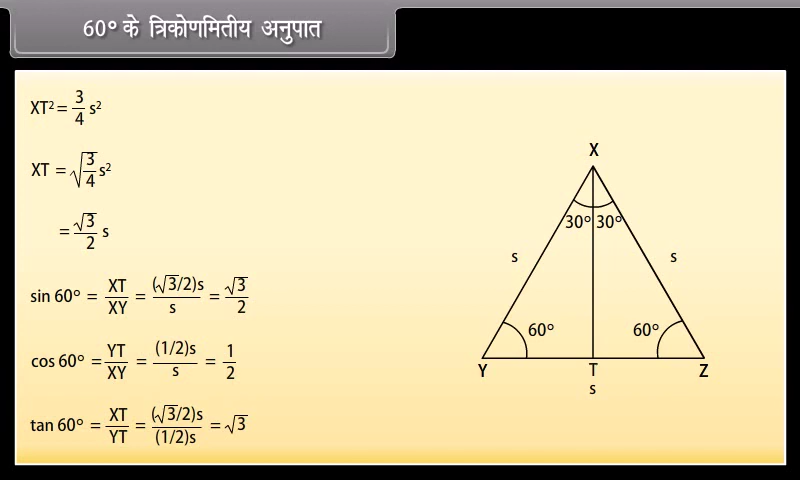 60° के त्रिकोणमितीय अनुपात
XT² = 3/4 s²
XT = √(3/4) s²
= √3/2 s
sin 60° = XT/XY = (√3/2)s/s = √3/2
cos 60° = YT/XY = (1/2)s/s = 1/2
tan 60° = XT/YT = (√3/2)s/(1/2)s = √3
X
30° 30°
s s
60° 60°
Y T Z
s